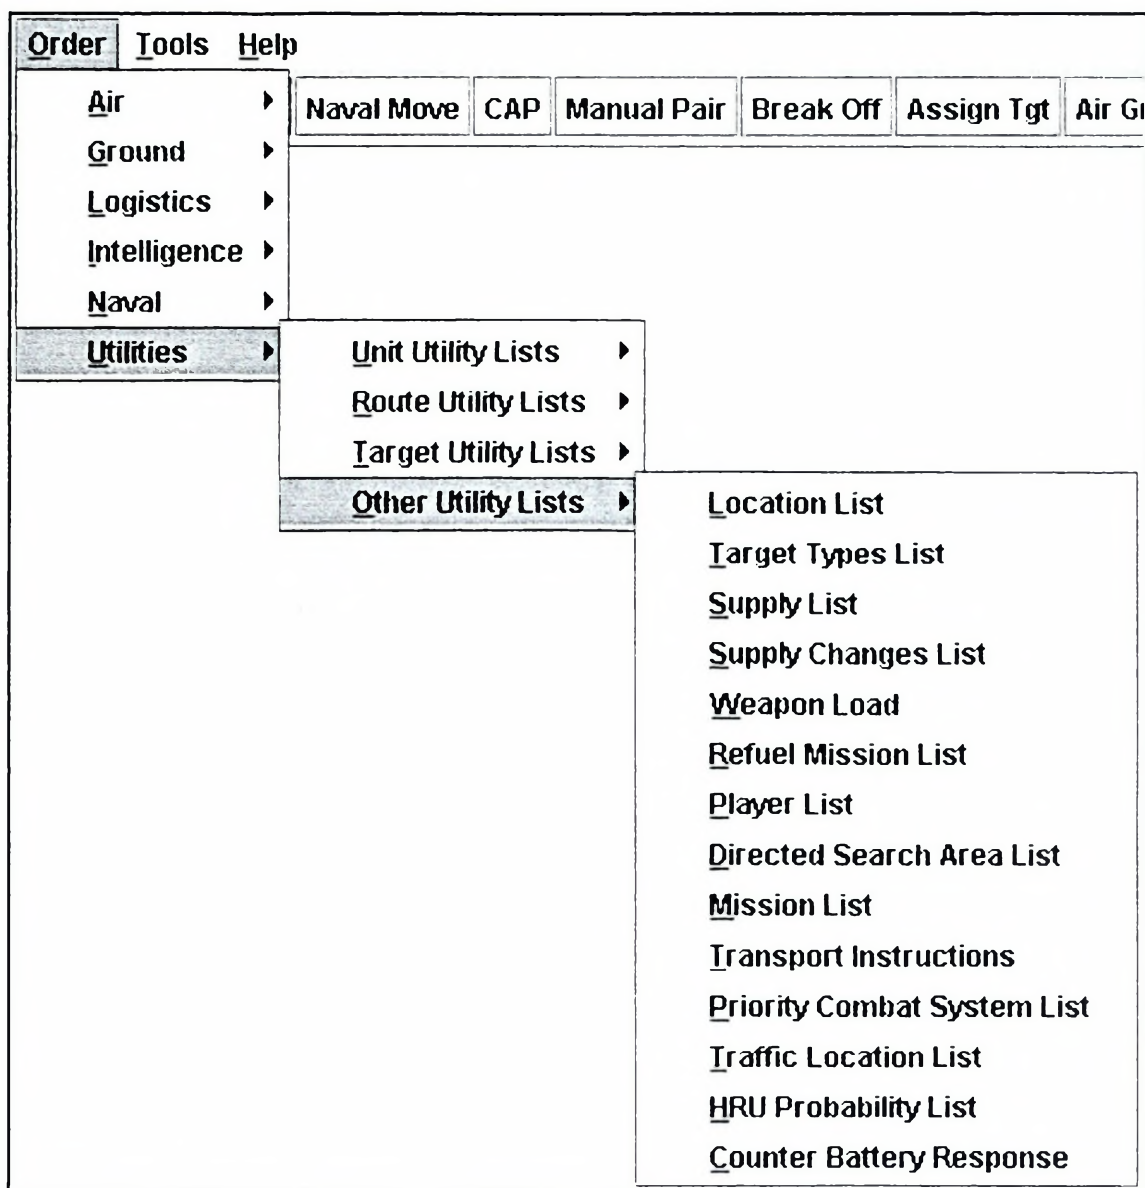 Order Tools Help
Air
Naval Move CAP Manual Pair Break Off Assign Tgt Air
Ground
Logistics
Intelligence
Naval
Utilities
Unit Utility Lists
Route Utility Lists
Target Utility Lists
Other Utility Lists
Location List
Target Types List
Supply List
Supply Changes List
Weapon Load
Refuel Mission List
Player List
Directed Search Area List
Mission List
Transport Instructions
Priority Combat System List
Traffic Location List
HRU Probability List
Counter Battery Response